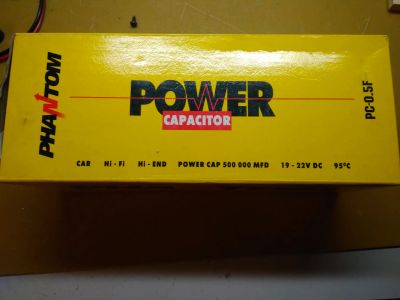 PHANTOM
POWER
CAPACITOR
PC-0.5F
CAR Hi-Fi Hi-END POWER CAP 500 000 MFD 19-22V DC 95°C